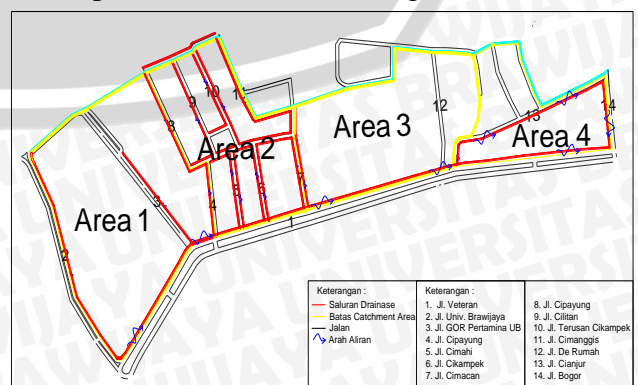 10
11
9
8
12
14
13
Area 3
Area 4
Area 2
3
5
6
7
4
Area 1
1
2
Keterangan :
Saluran Drainase
Batas Catchment Area
Jalan
Arah Aliran
Keterangan :
1. Jl. Veteran
2. Jl. Univ. Brawijaya
3. Jl. GOR Pertamina UB
4. Jl. Cipayung
5. Jl. Cimahi
6. Jl. Cikampek
7. Jl. Cimacan
8. Jl. Cipayung
9. Jl. Cilitan
10. Jl. Terusan Cikampek
11. Jl. Cimanggis
12. Jl. De Rumah
13. Jl. Cianjur
14. Jl. Bogor